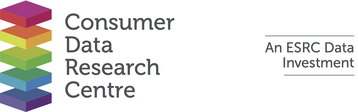 Consumer
Data
Research
Centre
An ESRC Data
Investment